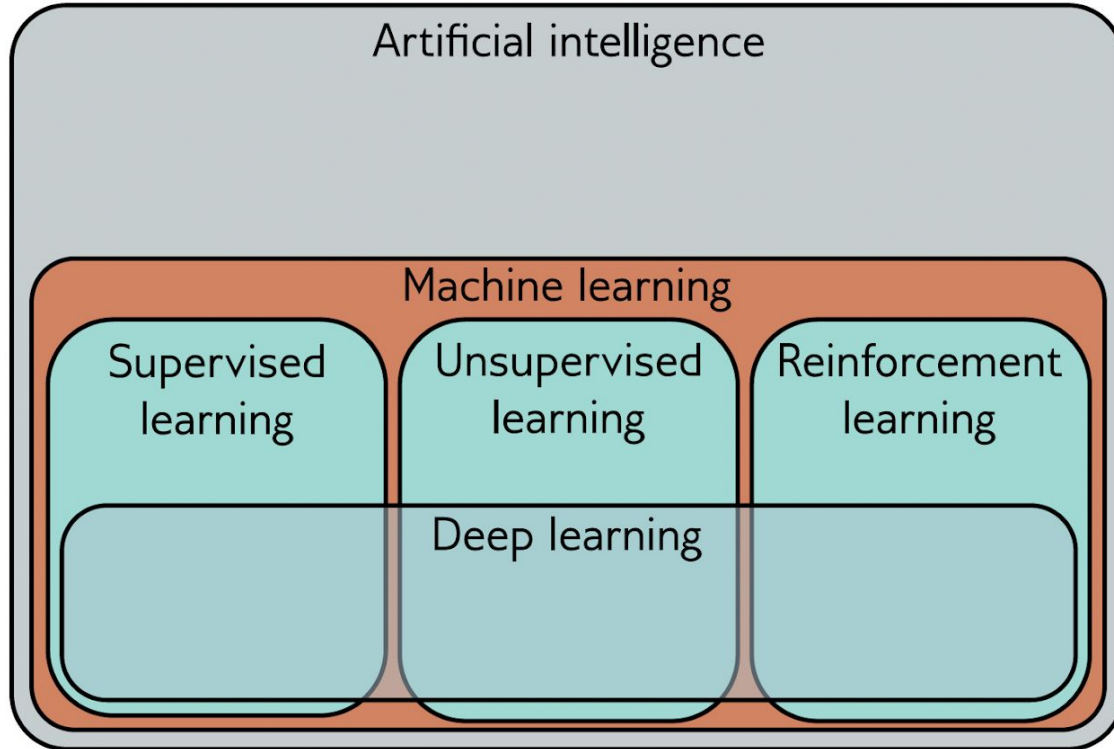 Artificial intelligence
Machine learning
Supervised
learning
Unsupervised
learning
Reinforcement
learning
Deep learning